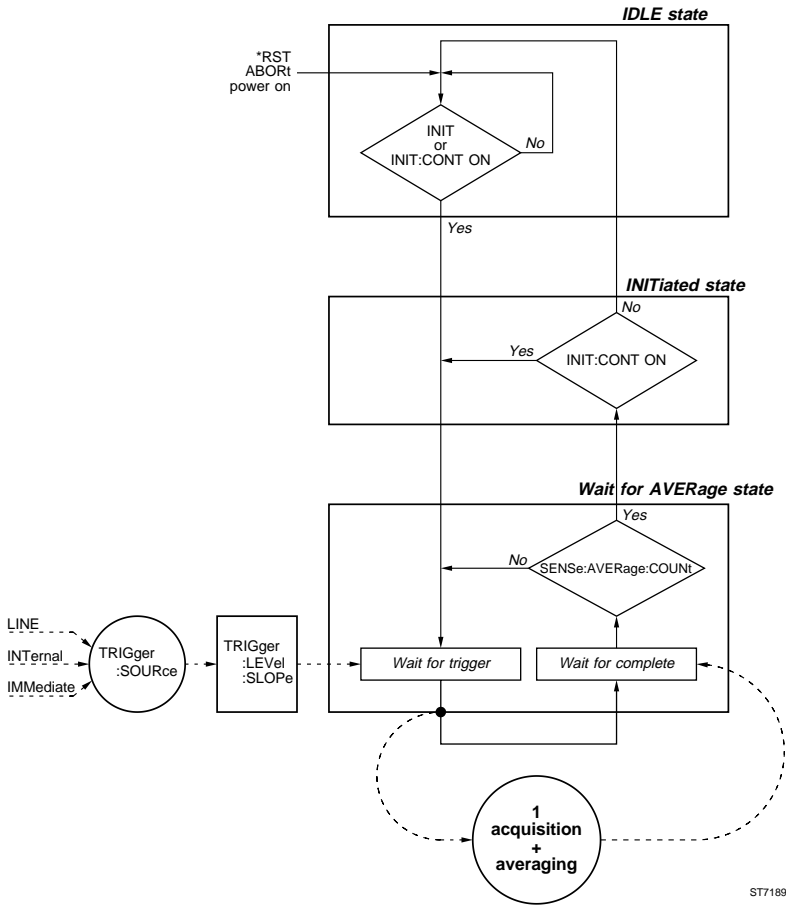 IDLE state
*RST
ABORt
power on
INIT
or
INIT:CONT ON
No
Yes
INITiated state
No
Yes
INIT:CONT ON
Wait for AVERage state
Yes
No
SENSe:AVERage:COUNt
LINE
INTernal
IMMediate
TRIGger
:SOURce
TRIGger
:LEVel
:SLOPe
Wait for trigger
Wait for complete
1
acquisition
+
averaging
ST7189